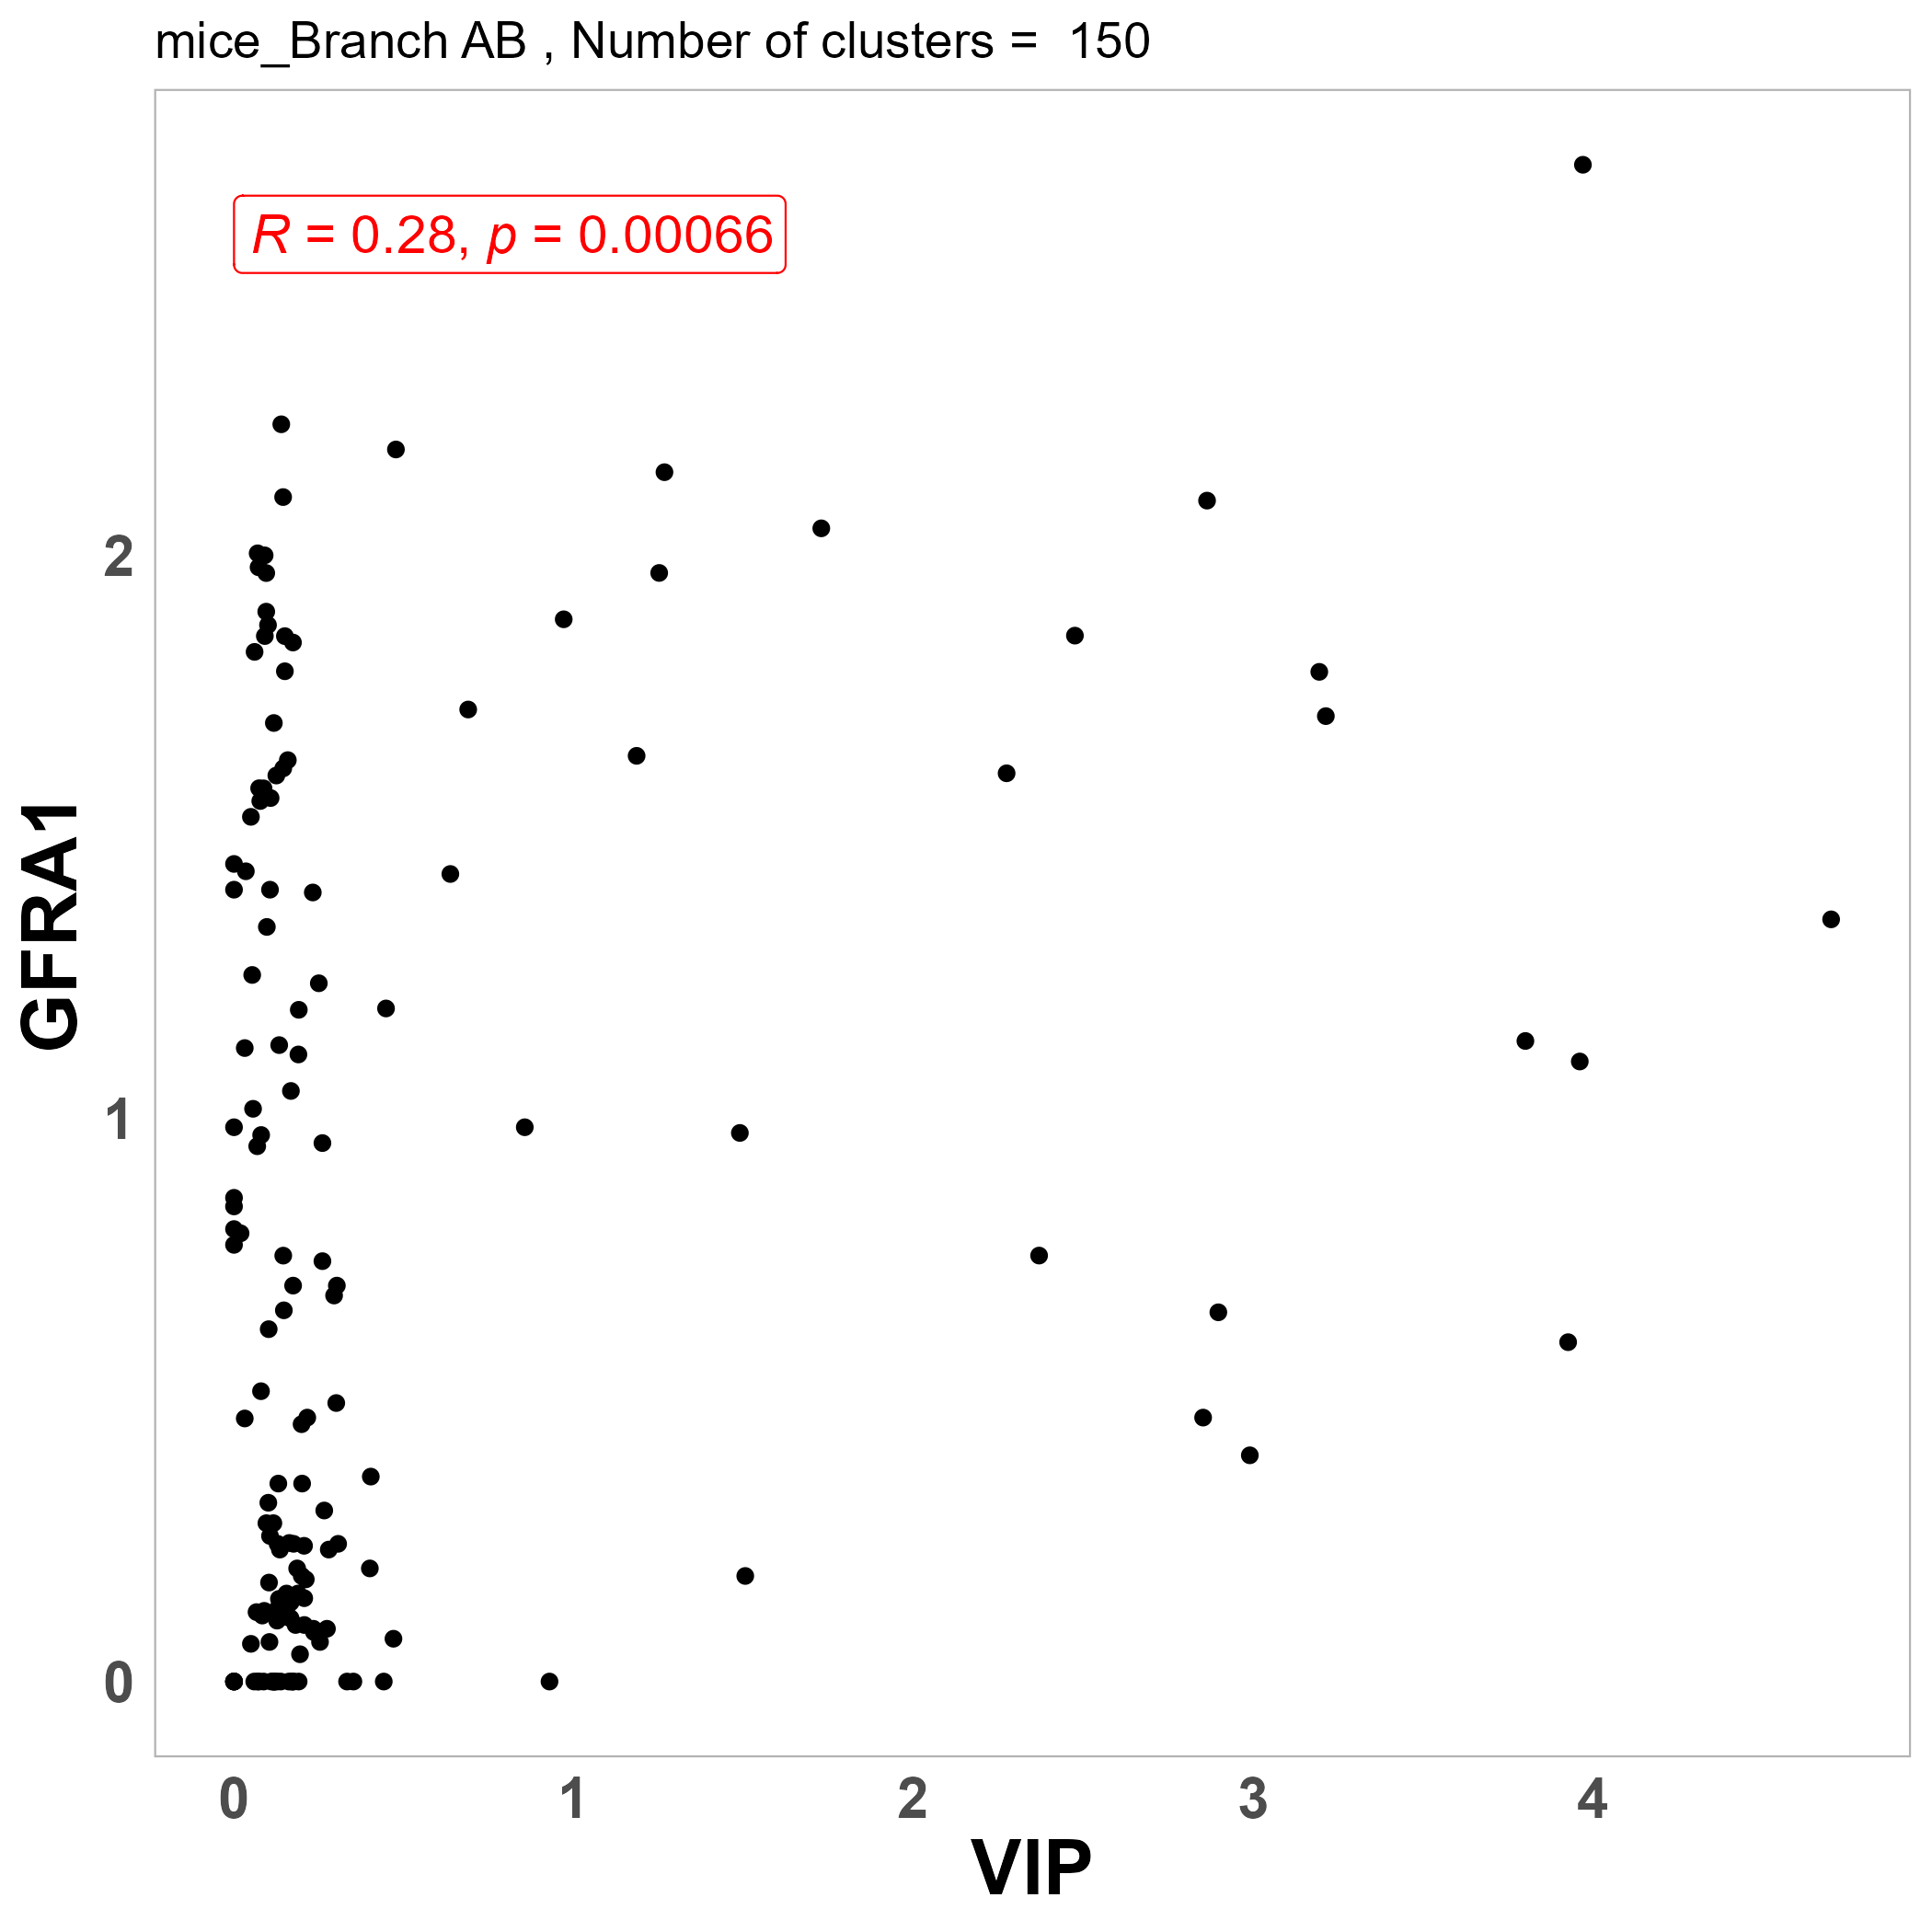 mice_Branch AB , Number of clusters =  150
R = 0.28, p = 0.00066
GFRA1
2
1
0
0 1 2 3 4
VIP